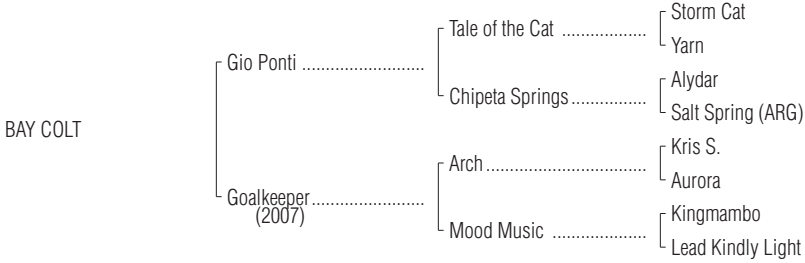 Storm Cat
Tale of the Cat ..................
Yarn
Gio Ponti ..........................
Alydar
Chipeta Springs................
Salt Spring (ARG)
BAY COLT
Kris S.
Arch..................................
Aurora
Goalkeeper........................
(2007)
Kingmambo
Mood Music ....................
Lead Kindly Light